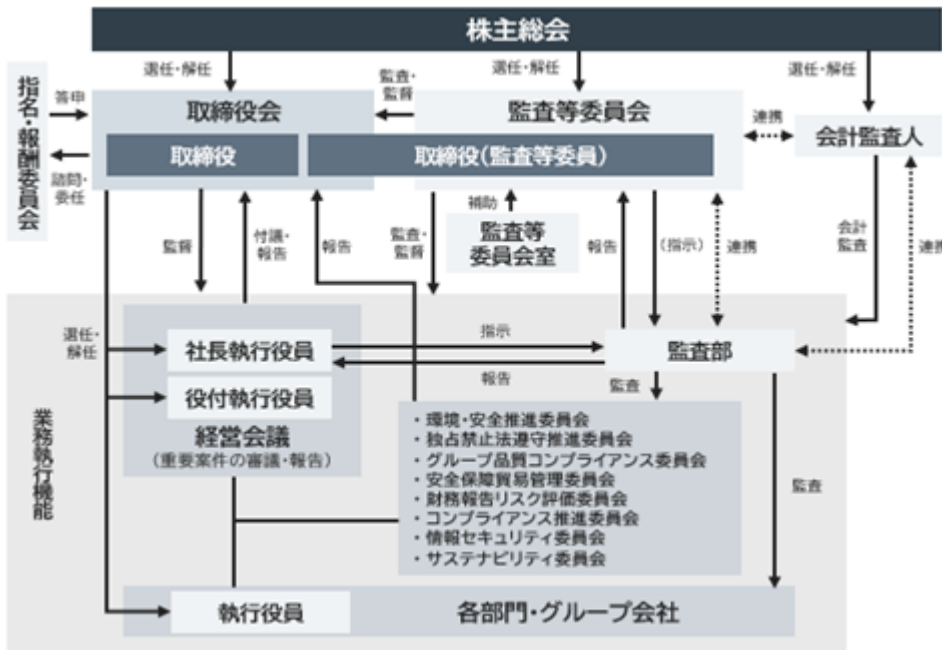 株主総会
選任・解任
選任・解任
選任・解任
指名・報酬委員会
答申
諮問・
委任
取締役会
取締役
監査・
監督
監査等委員会
取締役(監査等委員)
連携
会計監査人
監督
付議・
報告
報告
監査・
監督
補助
監査等
委員会室
報告
(指示)
連携
会計
監査
連携
業務執行機能
選任・
解任
社長執行役員
役付執行役員
経営会議
(重要案件の審議・報告)
指示
報告
監査部
監査
・環境・安全推進委員会
・独占禁止法遵守推進委員会
・グループ品質コンプライアンス委員会
・安全保障貿易管理委員会
・財務報告リスク評価委員会
・コンプライアンス推進委員会
・情報セキュリティ委員会
・サステナビリティ委員会
監査
執行役員
各部門・グループ会社